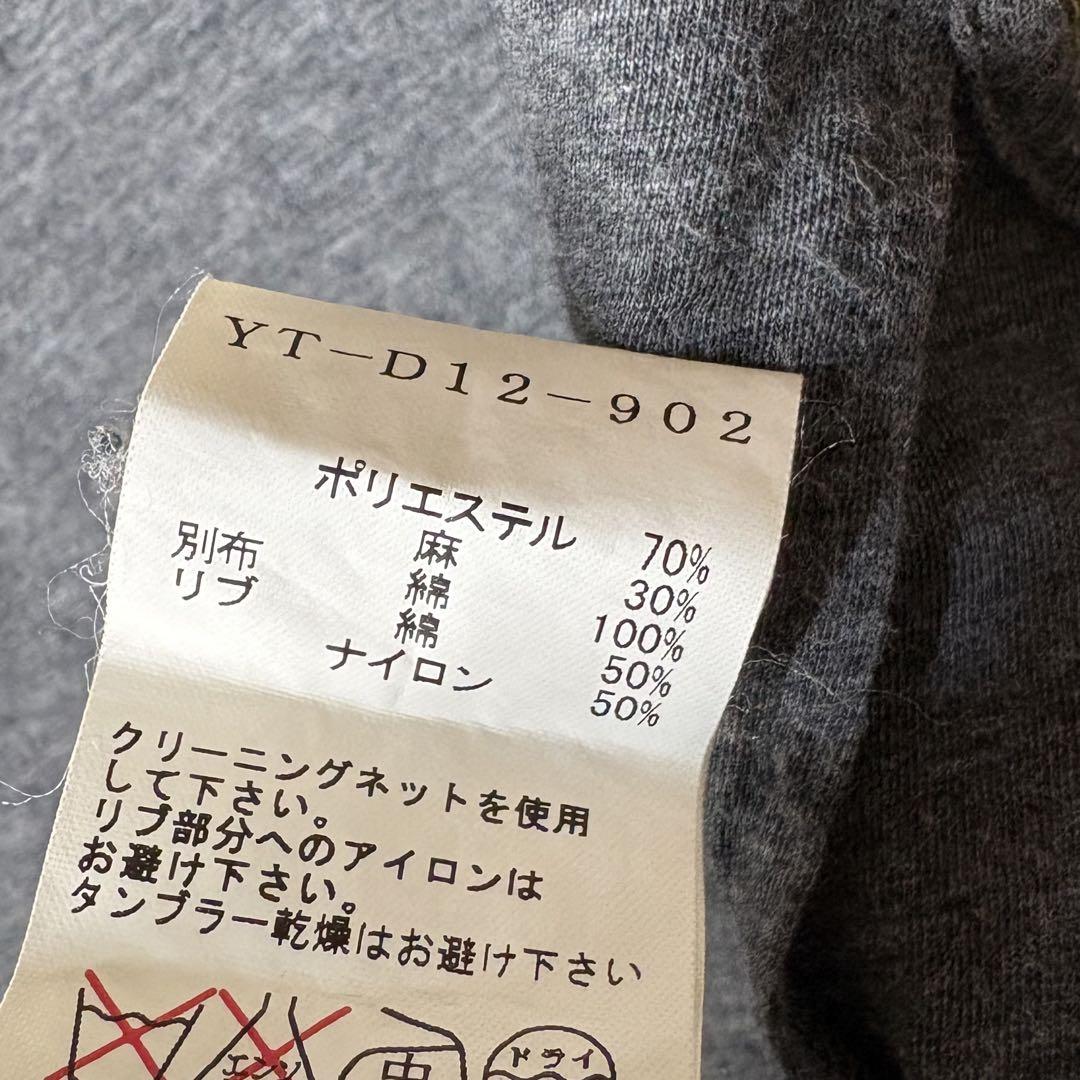 YT-D12-902
ポリエステル 70%
麻 30%
別布 綿 100%
リブ 綿 50%
ナイロン 50%
クリーニングネットを使用
して下さい。
リブ部分へのアイロンは
お避け下さい。
タンブラー乾燥はお避け下さい
エンソ 中 ドライ